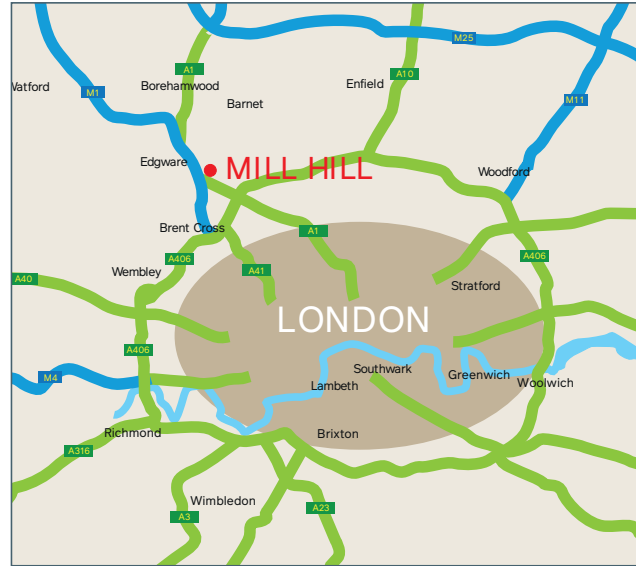 M25
A1
A10
Borehamwood
Enfield
M1
M11
Barnet
Edgware
MILL HILL
Woodford
Brent Cross
A1
A406
A406
A41
Wembley
A40
Stratford
LONDON
A406
M4
Southwark
Greenwich
Lambeth
Woolwich
Richmond
Brixton
A316
Wimbledon
A3
A23